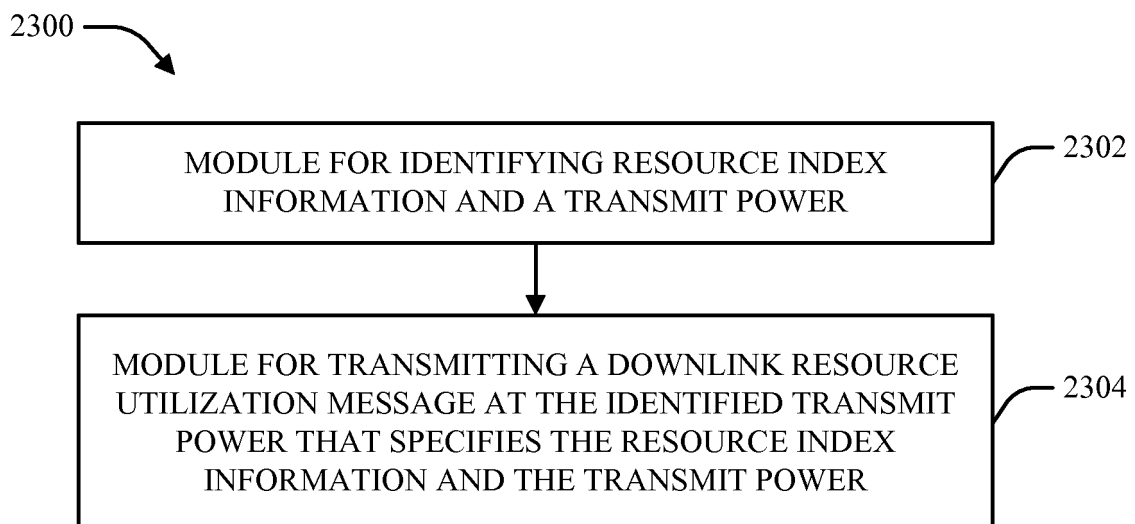 2300
MODULE FOR IDENTIFYING RESOURCE INDEX
INFORMATION AND A TRANSMIT POWER
2302
MODULE FOR TRANSMITTING A DOWNLINK RESOURCE
UTILIZATION MESSAGE AT THE IDENTIFIED TRANSMIT
POWER THAT SPECIFIES THE RESOURCE INDEX
INFORMATION AND THE TRANSMIT POWER
2304